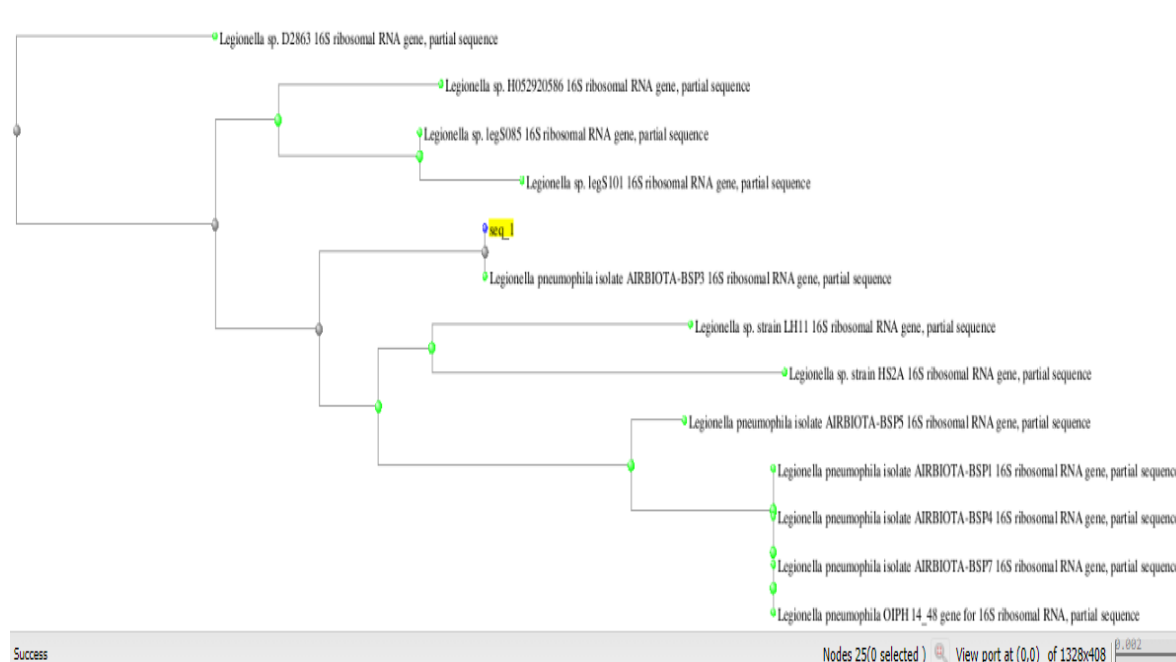 Legionella sp. D2863 16S ribosomal RNA gene, partial sequence
Legionella sp. H052920586 16S ribosomal RNA gene, partial sequence
Legionella sp. legS085 16S ribosomal RNA gene, partial sequence
Legionella sp. legS101 16S ribosomal RNA gene, partial sequence
seq_1
Legionella pneumophila isolate AIRBIOTA-BSP3 16S ribosomal RNA gene, partial sequence
Legionella sp. strain LH11 16S ribosomal RNA gene, partial sequence
Legionella sp. strain HS2A 16S ribosomal RNA gene, partial sequence
Legionella pneumophila isolate AIRBIOTA-BSP5 16S ribosomal RNA gene, partial sequence
Legionella pneumophila isolate AIRBIOTA-BSP1 16S ribosomal RNA gene, partial sequence
Legionella pneumophila isolate AIRBIOTA-BSP4 16S ribosomal RNA gene, partial sequence
Legionella pneumophila isolate AIRBIOTA-BSP7 16S ribosomal RNA gene, partial sequence
Legionella pneumophila OIPH 14_48 gene for 16S ribosomal RNA, partial sequence
Success Nodes 25(0 selected ) View port at (0,0) of 1328x408 0.002